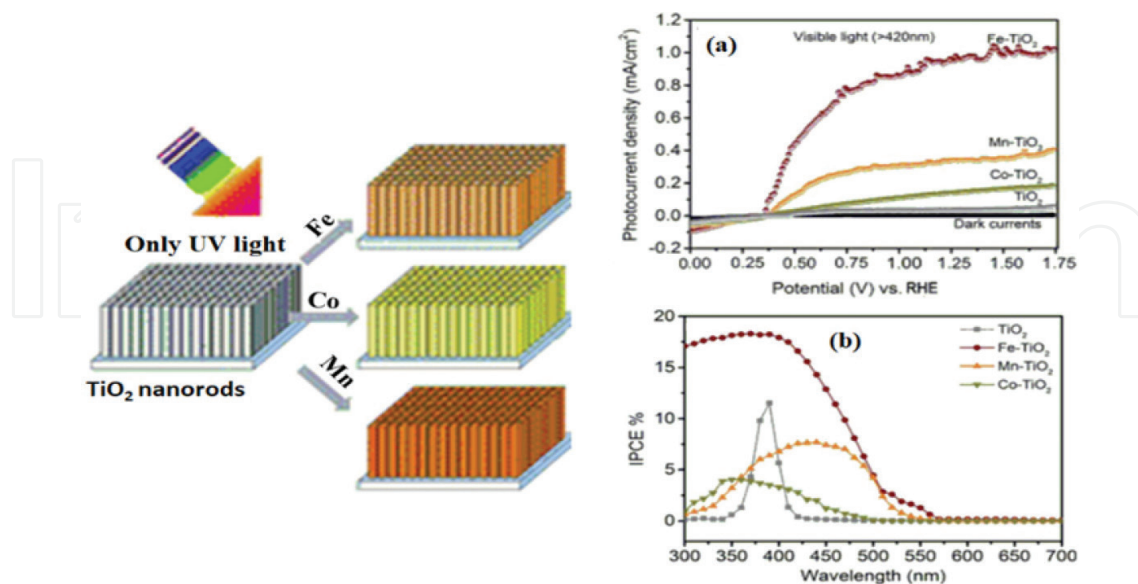 Only UV light
Fe
Co
Mn
TiO₂ nanorods
(a)
Visible light (>420nm)
Fe-TiO₂
Mn-TiO₂
Co-TiO₂
TiO₂
Dark currents
Photocurrent density (mA/cm²)
1.2
1.0
0.8
0.6
0.4
0.2
0.0
-0.2
0.00 0.25 0.50 0.75 1.00 1.25 1.50 1.75
Potential (V) vs. RHE
(b)
TiO₂
Fe-TiO₂
Mn-TiO₂
Co-TiO₂
IPCE %
20
15
10
5
0
300 350 400 450 500 550 600 650 700
Wavelength (nm)